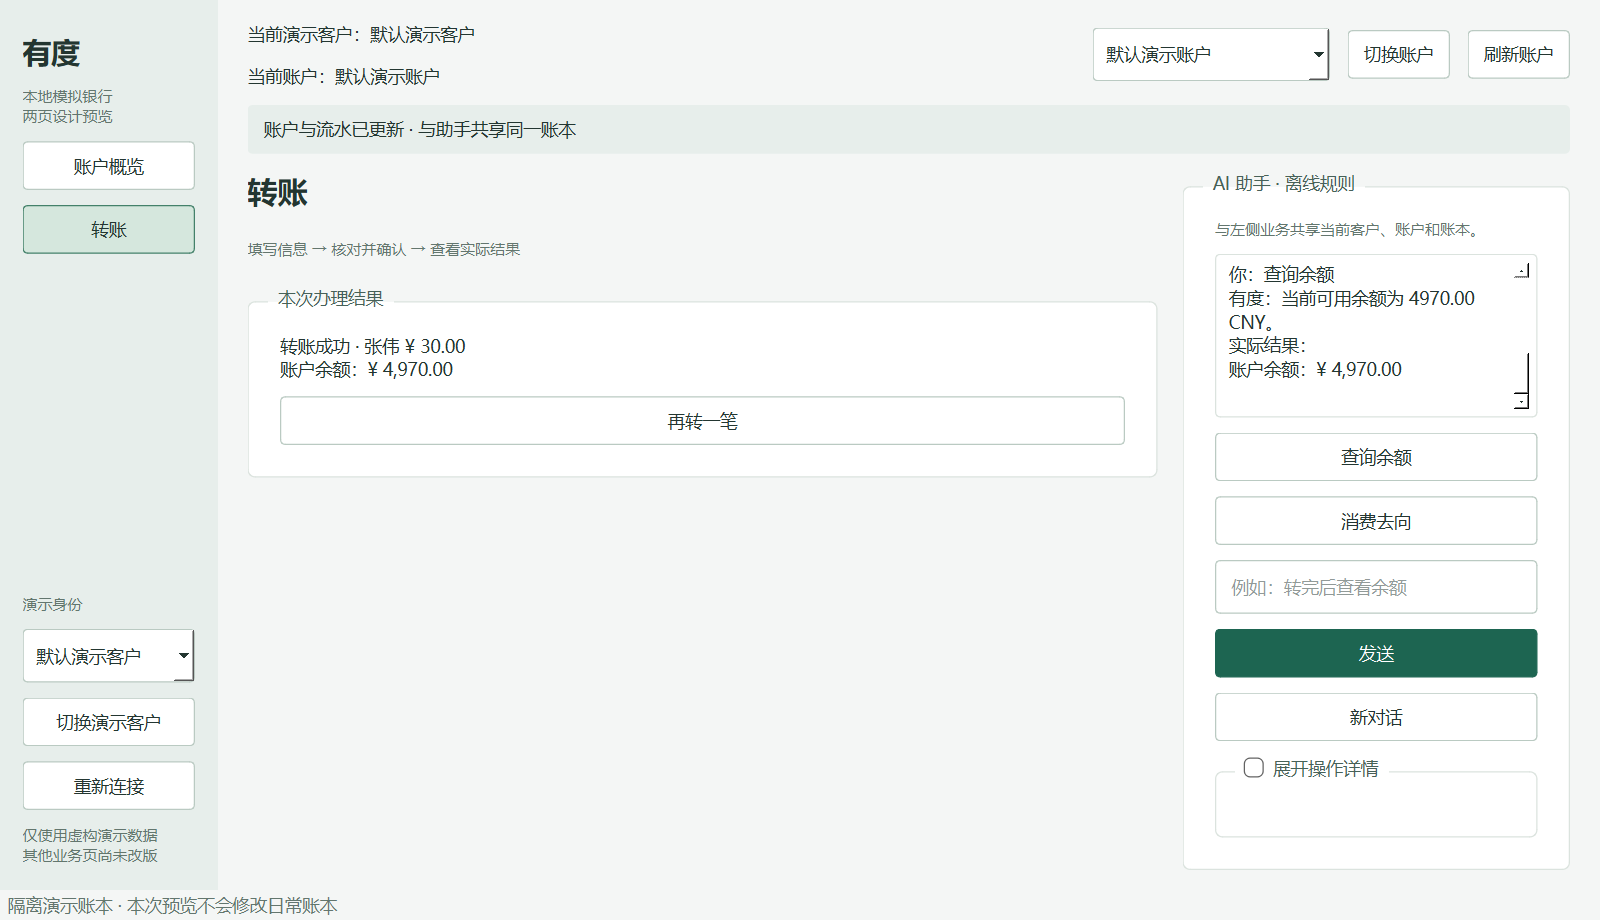 有度
本地模拟银行
两页设计预览
账户概览
转账
演示身份
默认演示客户
切换演示客户
重新连接
仅使用虚构演示数据
其他业务页尚未改版
当前演示客户：默认演示客户
当前账户：默认演示账户
默认演示账户
切换账户
刷新账户
账户与流水已更新 · 与助手共享同一账本
转账
填写信息 → 核对并确认 → 查看实际结果
本次办理结果
转账成功 · 张伟 ¥ 30.00
账户余额：¥ 4,970.00
再转一笔
AI 助手 · 离线规则
与左侧业务共享当前客户、账户和账本。
你：查询余额
有度：当前可用余额为 4970.00
CNY。
实际结果：
账户余额：¥ 4,970.00
查询余额
消费去向
例如：转完后查看余额
发送
新对话
展开操作详情
隔离演示账本 · 本次预览不会修改日常账本